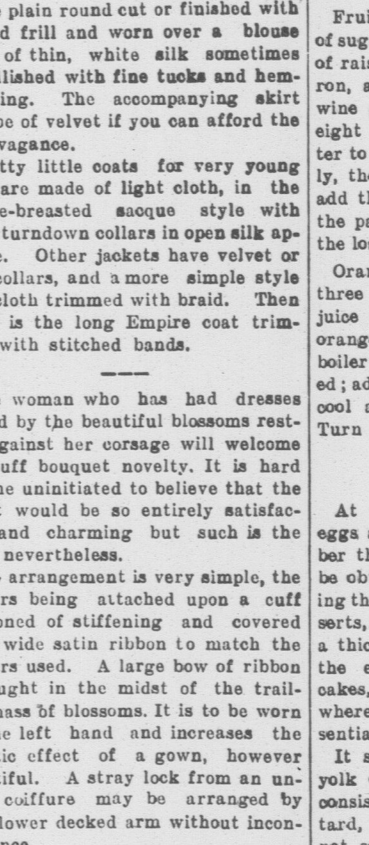 plain round cut or finished with
d frill and worn over a blouse
of thin, white silk sometimes
lished with fine tucks and hem-
ing. The accompanying skirt
be of velvet if you can afford the
vagance.
tty little coats for very young
are made of light cloth, in the
e-breasted sacque style with
turndown collars in open silk ap-
e. Other jackets have velvet or
collars, and a more simple style
cloth trimmed with braid. Then
is the long Empire coat trim-
with stitched bands.
woman who has had dresses
d by the beautiful blossoms rest-
gainst her corsage will welcome
uff bouquet novelty. It is hard
he uninitiated to believe that the
t would be so entirely satisfac-
and charming but such is the
nevertheless.
arrangement is very simple, the
rs being attached upon a cuff
oned of stiffening and covered
wide satin ribbon to match the
rs used. A large bow of ribbon
ught in the midst of the trail-
mass of blossoms. It is to be worn
e left hand and increases the
tic effect of a gown, however
tiful. A stray lock from an un-
coiffure may be arranged by
lower decked arm without incon-
Frui
of sug
of rais
ron, a
wine
eight
ter to
ly, the
add th
the pa
the lo
Oran
three
juice
orang
boiler
ed; ad
cool a
Turn
At
eggs
ber th
be ob
ing th
serts,
a thic
the e
cakes,
where
sentia
It s
yolk
consis
tard,